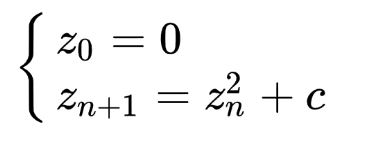 z₀ = 0
zₙ₊₁ = zₙ² + c